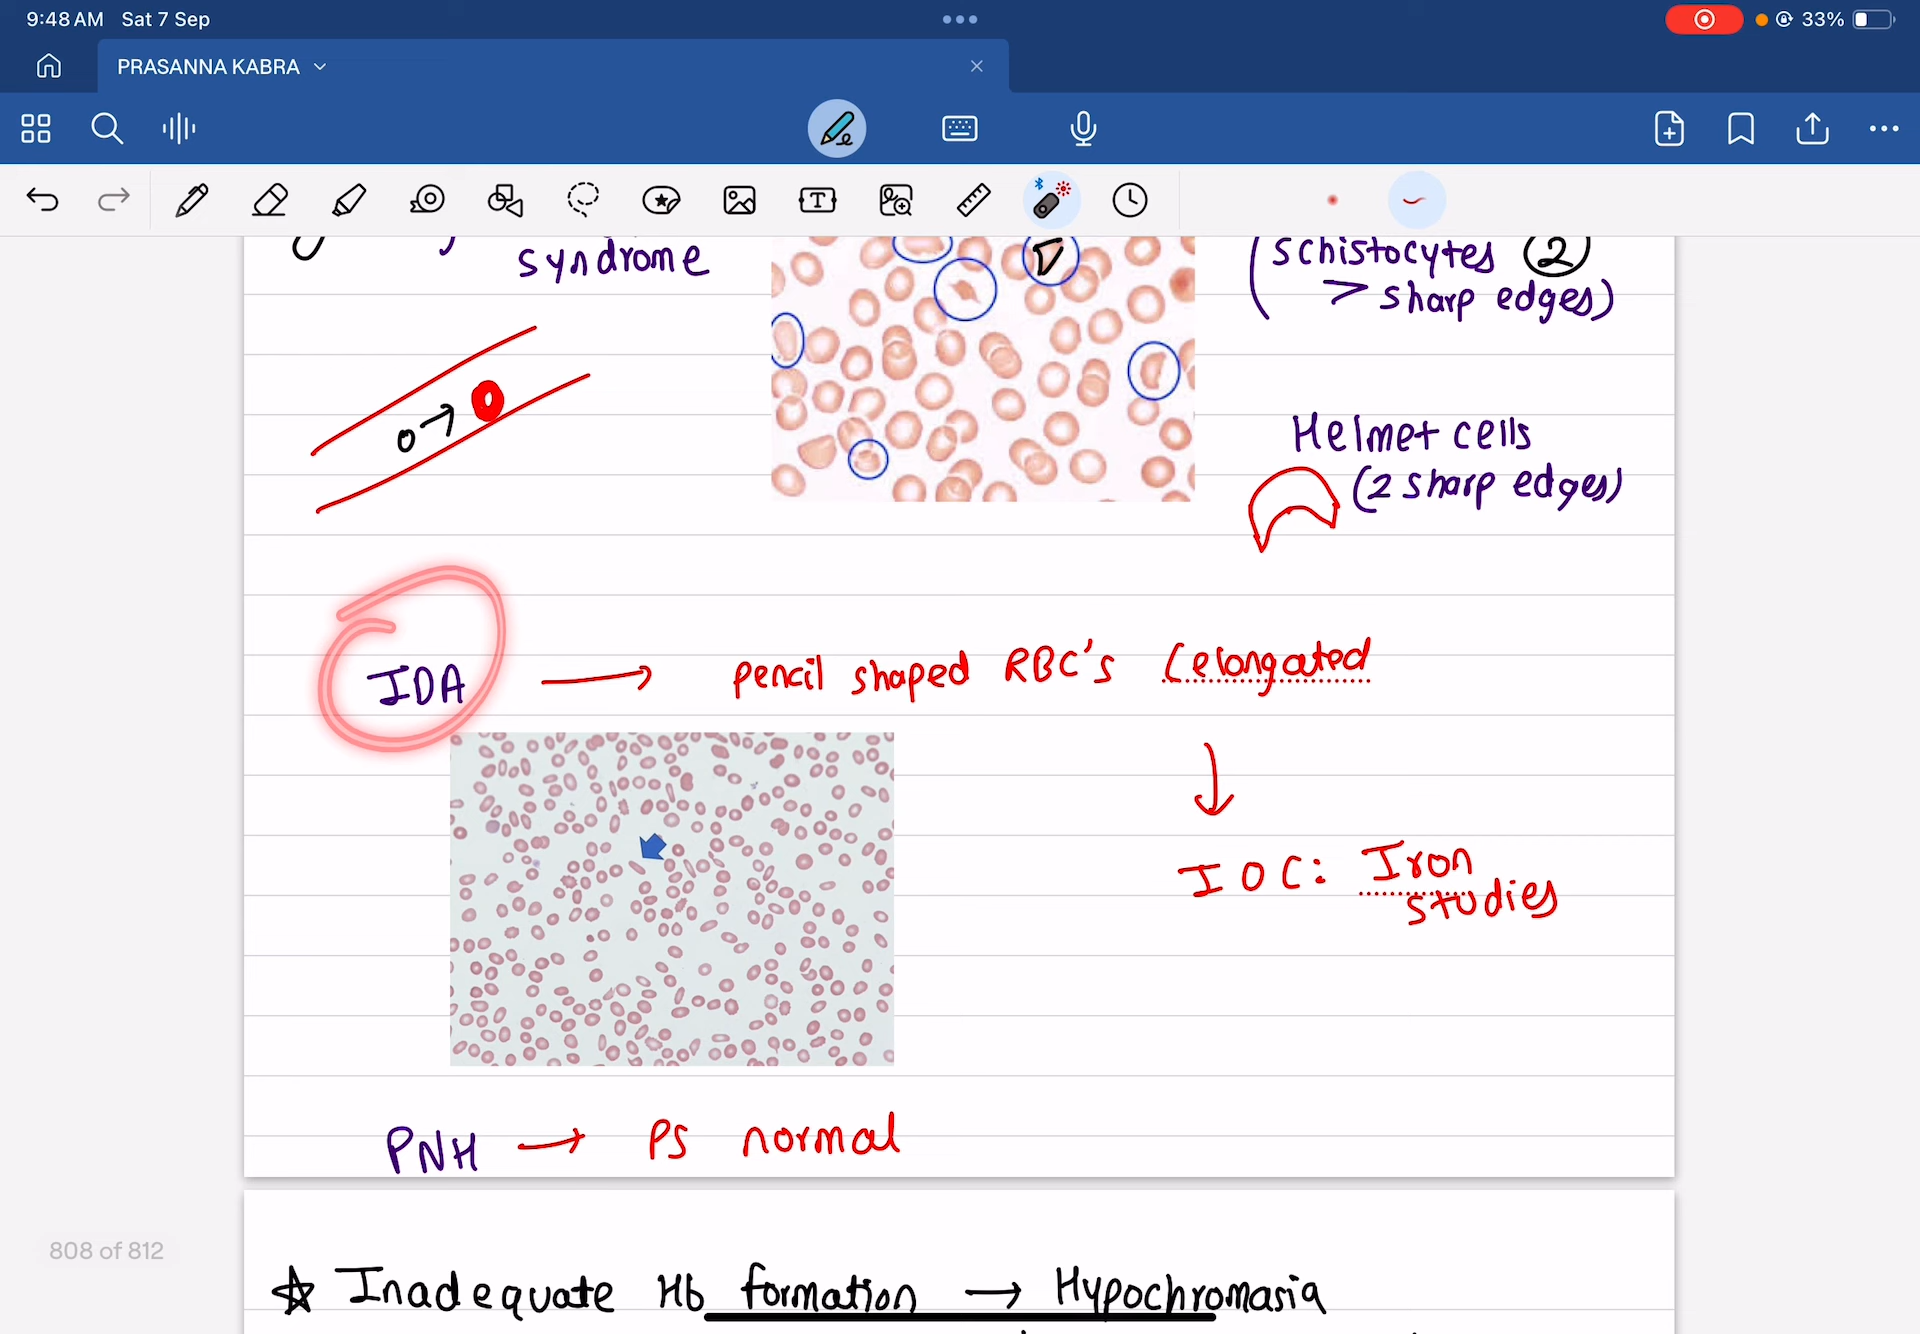 9:48 AM Sat 7 Sep
33%
PRASANNA KABRA
syndrome
(schistocytes 2
> sharp edges)
Helmet cells
(2 sharp edges)
IDA → pencil shaped RBC's (elongated
↓
IOC: Iron
studies
PNH → PS normal
808 of 812
☆ Inadequate Hb formation → Hypochromasia